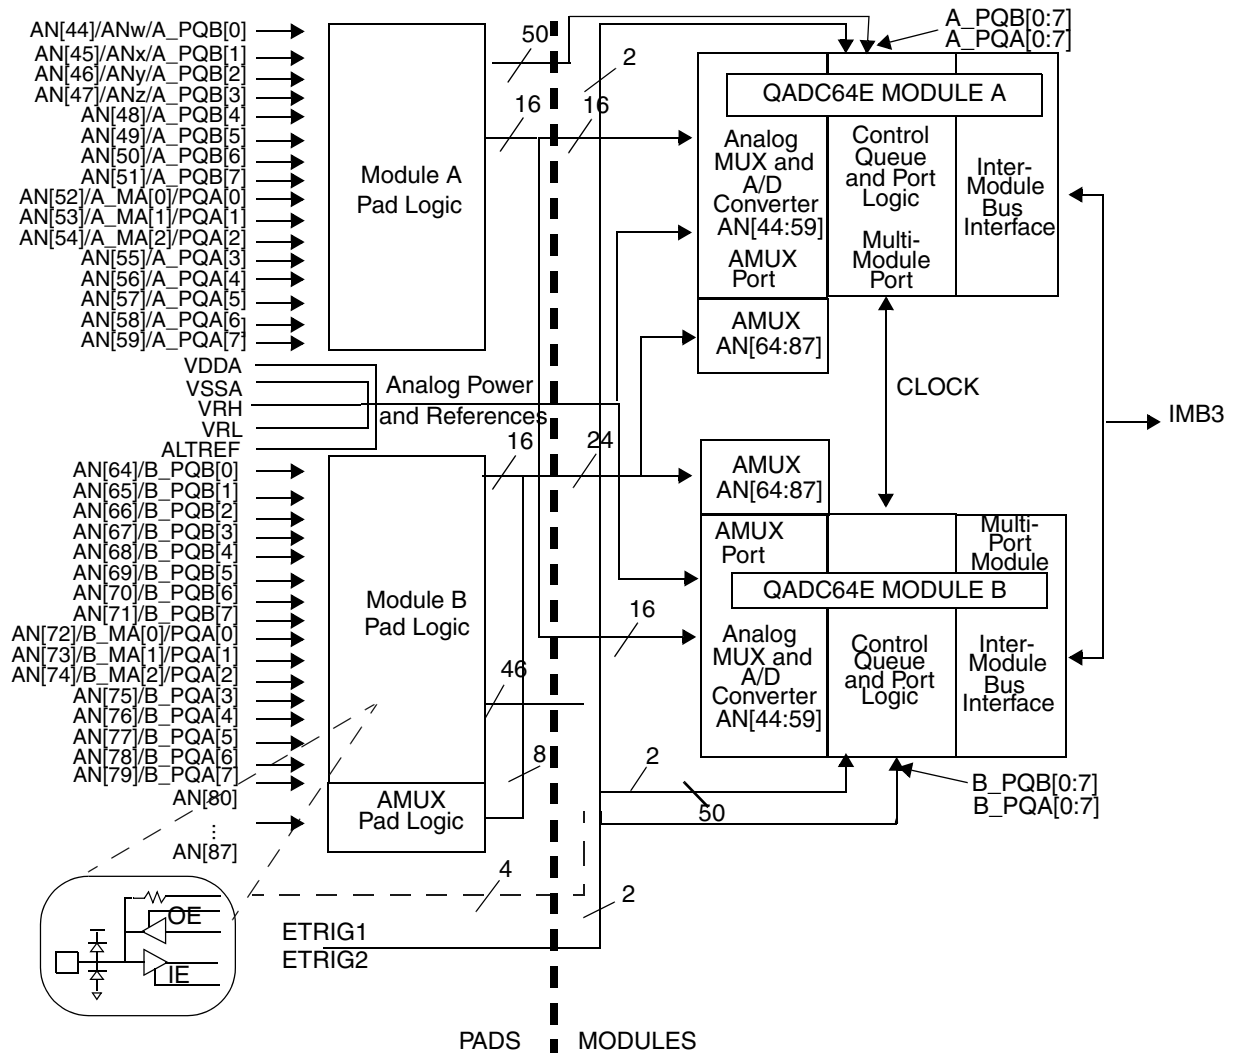 AN[44]/ANw/A_PQB[0]
AN[45]/ANx/A_PQB[1]
AN[46]/ANy/A_PQB[2]
AN[47]/ANz/A_PQB[3]
AN[48]/A_PQB[4]
AN[49]/A_PQB[5]
AN[50]/A_PQB[6]
AN[51]/A_PQB[7]
AN[52]/A_MA[0]/PQA[0]
AN[53]/A_MA[1]/PQA[1]
AN[54]/A_MA[2]/PQA[2]
AN[55]/A_PQA[3]
AN[56]/A_PQA[4]
AN[57]/A_PQA[5]
AN[58]/A_PQA[6]
AN[59]/A_PQA[7]
VDDA
VSSA
VRH
VRL
ALTREF
AN[64]/B_PQB[0]
AN[65]/B_PQB[1]
AN[66]/B_PQB[2]
AN[67]/B_PQB[3]
AN[68]/B_PQB[4]
AN[69]/B_PQB[5]
AN[70]/B_PQB[6]
AN[71]/B_PQB[7]
AN[72]/B_MA[0]/PQA[0]
AN[73]/B_MA[1]/PQA[1]
AN[74]/B_MA[2]/PQA[2]
AN[75]/B_PQA[3]
AN[76]/B_PQA[4]
AN[77]/B_PQA[5]
AN[78]/B_PQA[6]
AN[79]/B_PQA[7]
AN[80]
AN[87]
Module A
Pad Logic
Analog Power
and References
Module B
Pad Logic
AMUX
Pad Logic
OE
IE
ETRIG1
ETRIG2
50
2
16
16
16
24
16
46
8
2
50
4
2
PADS
MODULES
A_PQB[0:7]
A_PQA[0:7]
QADC64E MODULE A
Analog
MUX and
A/D
Converter
AN[44:59]
AMUX
Port
Control
Queue
and Port
Logic
Multi-
Module
Port
Inter-
Module
Bus
Interface
AMUX
AN[64:87]
CLOCK
IMB3
AMUX
AN[64:87]
AMUX
Port
Multi-
Port
Module
QADC64E MODULE B
Analog
MUX and
A/D
Converter
AN[44:59]
Control
Queue
and Port
Logic
Inter-
Module
Bus
Interface
B_PQB[0:7]
B_PQA[0:7]